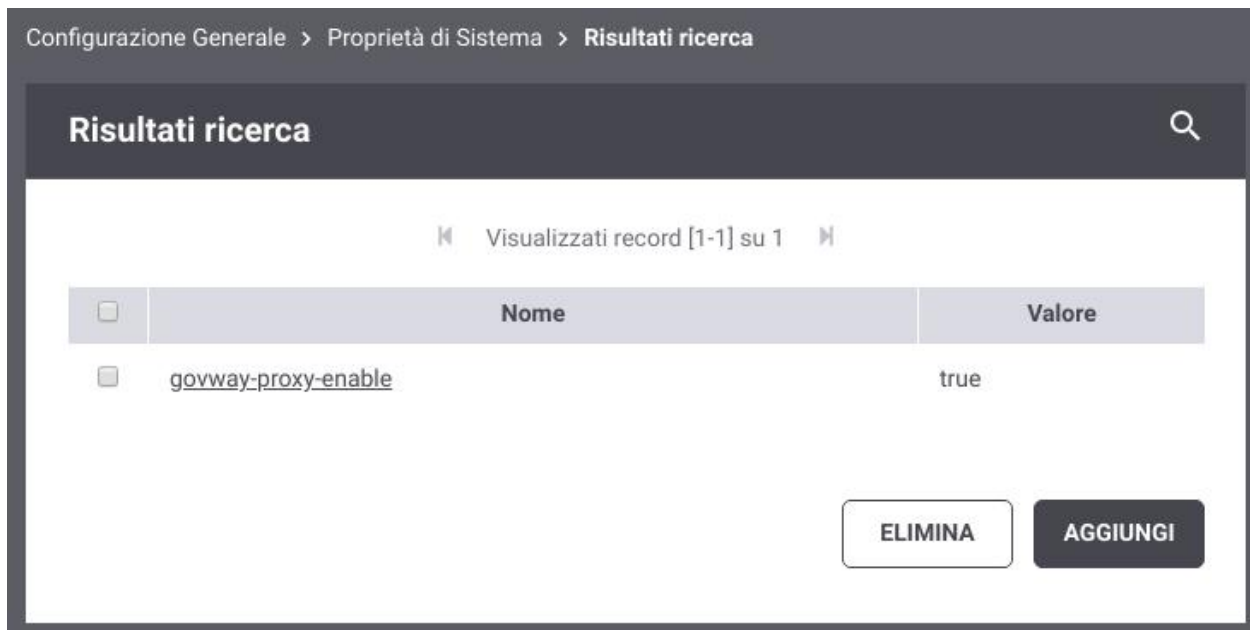 Configurazione Generale > Proprietà di Sistema > Risultati ricerca
Risultati ricerca
Visualizzati record [1-1] su 1
Nome Valore
govway-proxy-enable true
ELIMINA AGGIUNGI